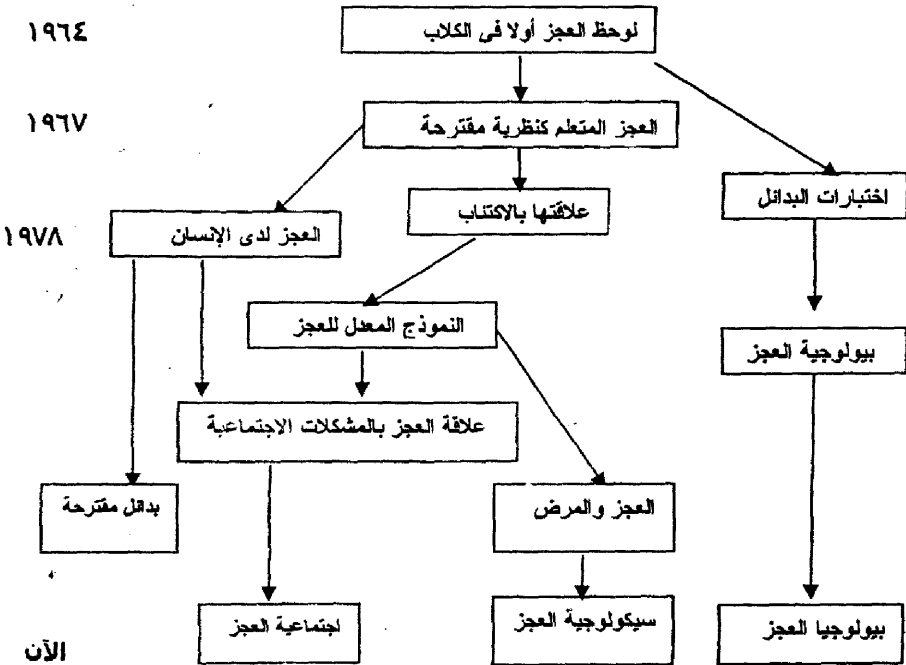 ١٩٦٤
لوحظ العجز أولا فى الكلاب
١٩٦٧
العجز المتعلم كنظرية مقترحة
اختبارات البدائل
علاقتها بالاكتئاب
١٩٧٨
العجز لدى الإنسان
النموذج المعدل للعجز
بيولوجية العجز
علاقة العجز بالمشكلات الاجتماعية
بدائل مقترحة
العجز والمرض
اجتماعية العجز
سيكولوجية العجز
بيولوجيا العجز
الآن